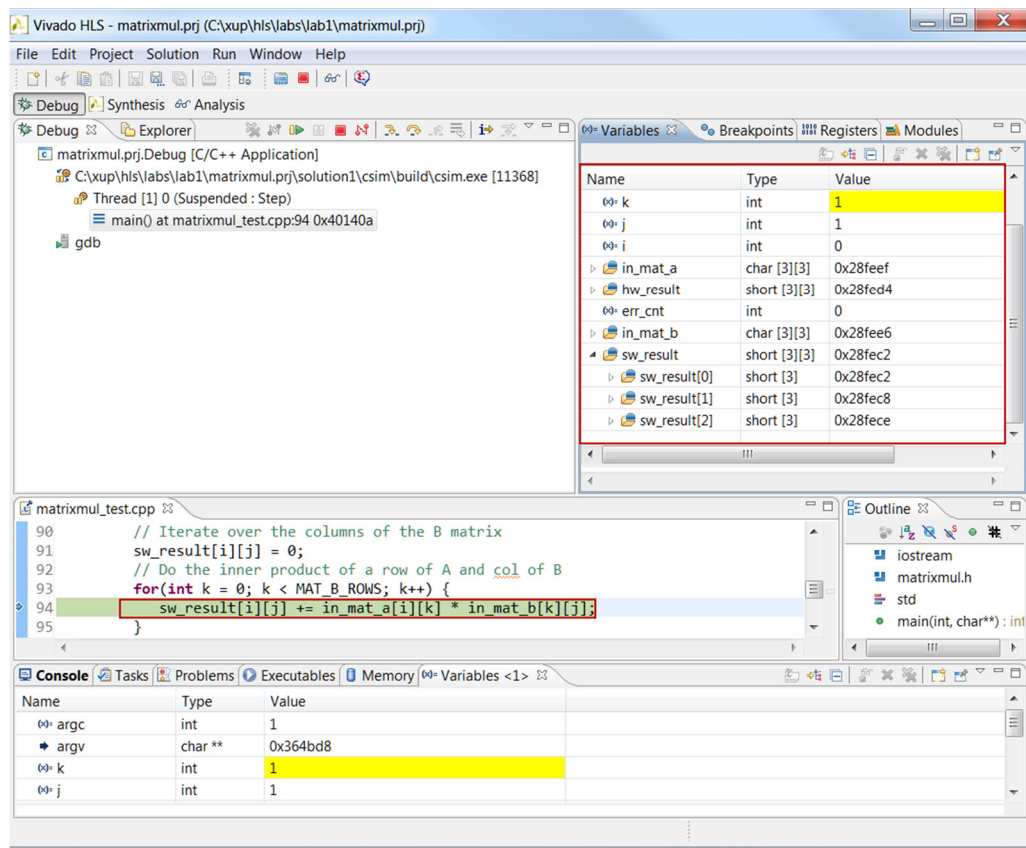 Vivado HLS - matrixmul.prj (C:\xup\hls\labs\lab1\matrixmul.prj)
File Edit Project Solution Run Window Help
Debug Synthesis Analysis
Debug Explorer
matrixmul.prj.Debug [C/C++ Application]
C:\xup\hls\labs\lab1\matrixmul.prj\solution1\csim\build\csim.exe [11368]
Thread [1] 0 (Suspended : Step)
main() at matrixmul_test.cpp:94 0x40140a
gdb
Variables Breakpoints Registers Modules
Name Type Value
k int 1
j int 1
i int 0
in_mat_a char [3][3] 0x28feef
hw_result short [3][3] 0x28fed4
err_cnt int 0
in_mat_b char [3][3] 0x28fee6
sw_result short [3][3] 0x28fec2
sw_result[0] short [3] 0x28fec2
sw_result[1] short [3] 0x28fec8
sw_result[2] short [3] 0x28fece
matrixmul_test.cpp
90 // Iterate over the columns of the B matrix
91 sw_result[i][j] = 0;
92 // Do the inner product of a row of A and col of B
93 for(int k = 0; k < MAT_B_ROWS; k++) {
94 sw_result[i][j] += in_mat_a[i][k] * in_mat_b[k][j];
95 }
Outline
iostream
matrixmul.h
std
main(int, char**) : int
Console Tasks Problems Executables Memory Variables <1>
Name Type Value
argc int 1
argv char ** 0x364bd8
k int 1
j int 1